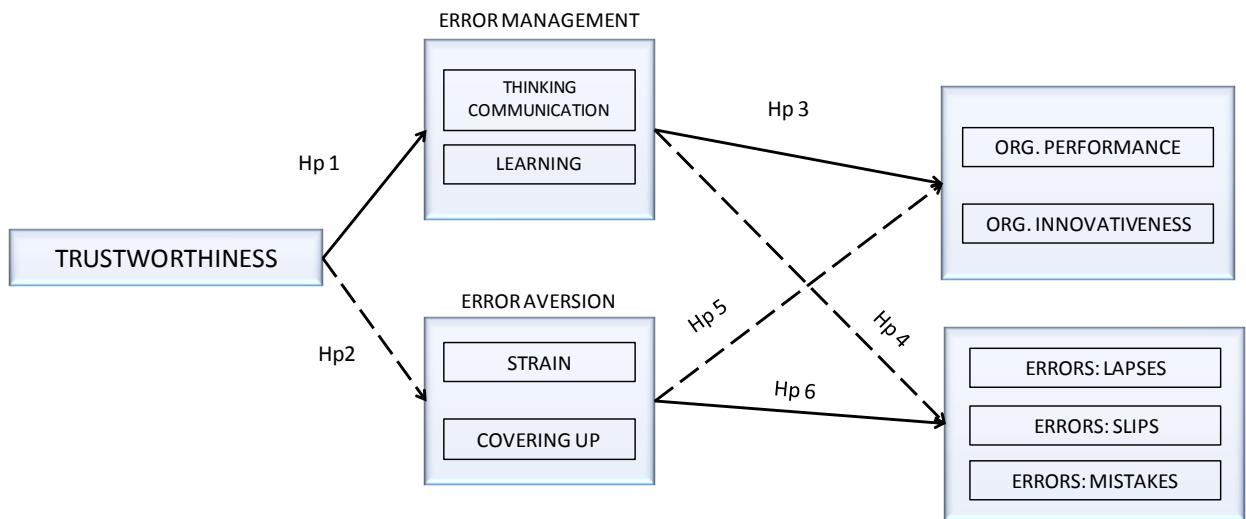 ERROR MANAGEMENT
THINKING
COMMUNICATION
LEARNING
Hp 1
TRUSTWORTHINESS
Hp2
ERROR AVERSION
STRAIN
COVERING UP
Hp 3
Hp 5
Hp 4
Hp 6
ORG. PERFORMANCE
ORG. INNOVATIVENESS
ERRORS: LAPSES
ERRORS: SLIPS
ERRORS: MISTAKES